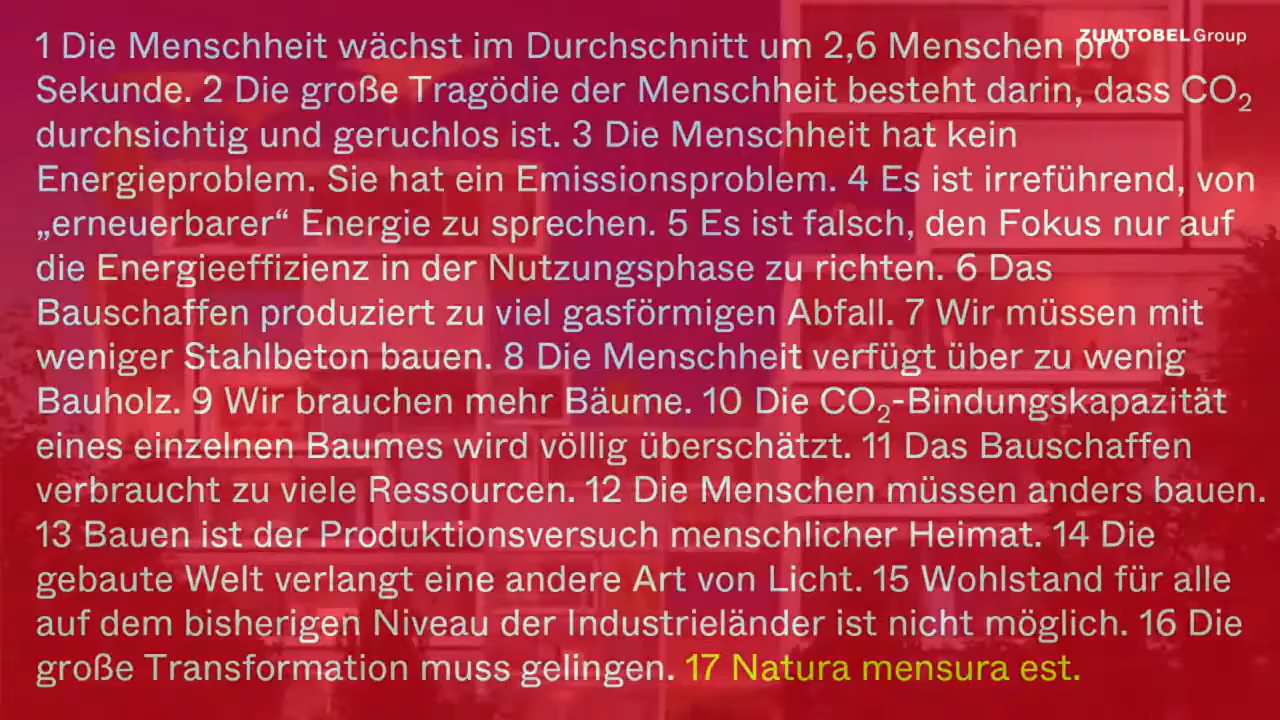 ZUMTOBEL Group
1 Die Menschheit wächst im Durchschnitt um 2,6 Menschen pro
Sekunde. 2 Die große Tragödie der Menschheit besteht darin, dass CO₂
durchsichtig und geruchlos ist. 3 Die Menschheit hat kein
Energieproblem. Sie hat ein Emissionsproblem. 4 Es ist irreführend, von
„erneuerbarer“ Energie zu sprechen. 5 Es ist falsch, den Fokus nur auf
die Energieeffizienz in der Nutzungsphase zu richten. 6 Das
Bauschaffen produziert zu viel gasförmigen Abfall. 7 Wir müssen mit
weniger Stahlbeton bauen. 8 Die Menschheit verfügt über zu wenig
Bauholz. 9 Wir brauchen mehr Bäume. 10 Die CO₂-Bindungskapazität
eines einzelnen Baumes wird völlig überschätzt. 11 Das Bauschaffen
verbraucht zu viele Ressourcen. 12 Die Menschen müssen anders bauen.
13 Bauen ist der Produktionsversuch menschlicher Heimat. 14 Die
gebaute Welt verlangt eine andere Art von Licht. 15 Wohlstand für alle
auf dem bisherigen Niveau der Industrieländer ist nicht möglich. 16 Die
große Transformation muss gelingen. 17 Natura mensura est.